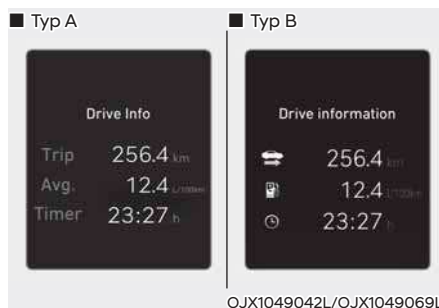 ■ Typ A
Drive Info
Trip 256.4 km
Avg. 12.4 L/100km
Timer 23:27 h
■ Typ B
Drive information
256.4 km
12.4 L/100km
23:27 h
OJX1049042L/OJX1049069L